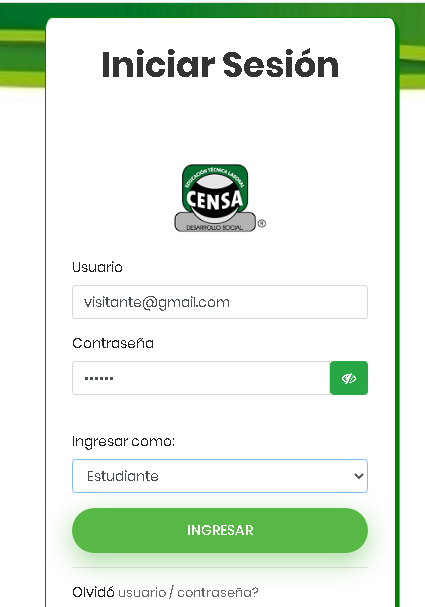 Iniciar Sesión
EDUCACIÓN TÉCNICA LABORAL
CENSA
DESARROLLO SOCIAL ®
Usuario
visitante@gmail.com
Contraseña
••••••
Ingresar como:
Estudiante
INGRESAR
Olvidó usuario / contraseña?